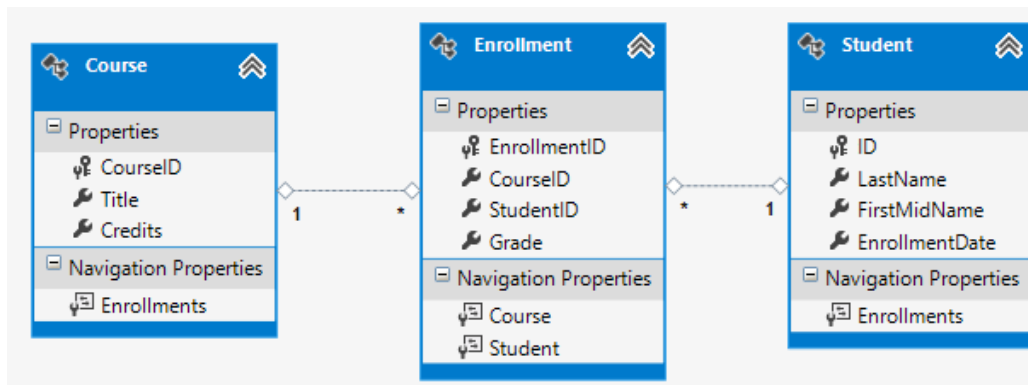 Course
Properties
CourseID
Title
Credits
Navigation Properties
Enrollments
1
*
Enrollment
Properties
EnrollmentID
CourseID
StudentID
Grade
Navigation Properties
Course
Student
*
1
Student
Properties
ID
LastName
FirstMidName
EnrollmentDate
Navigation Properties
Enrollments